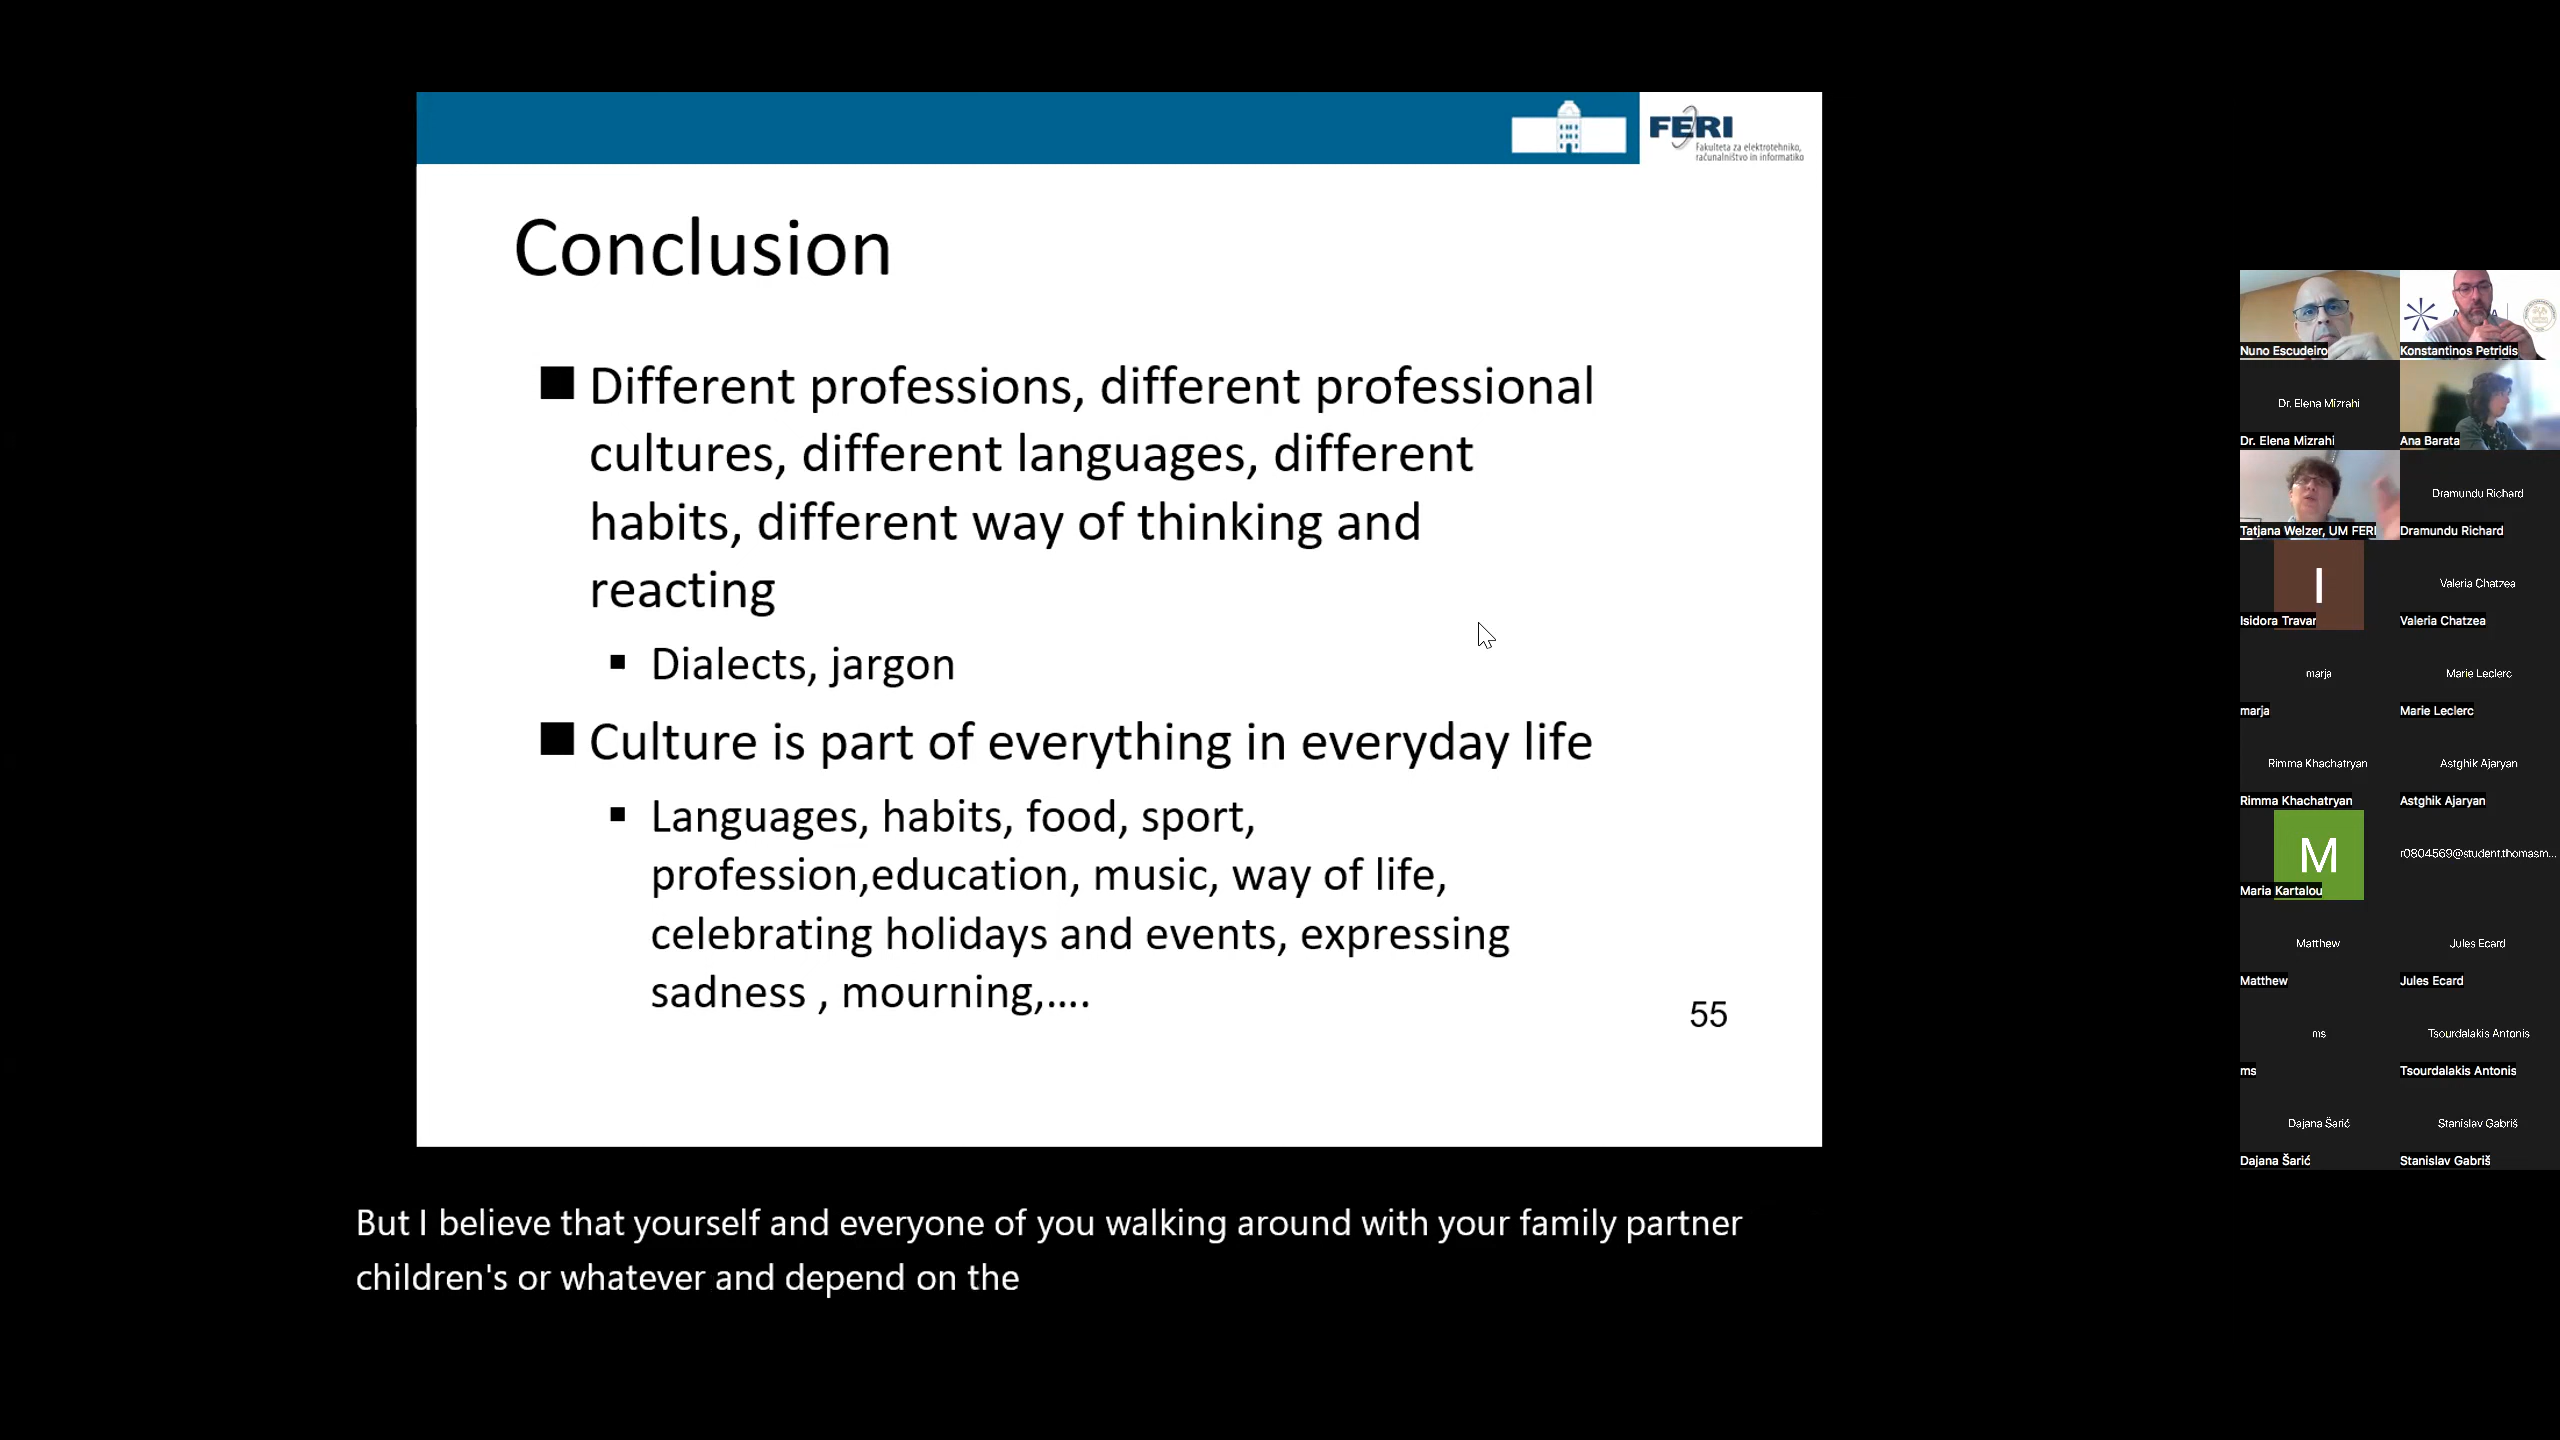 FERI
Fakulteta za elektrotehniko,
računalništvo in informatiko
Conclusion
Different professions, different professional
cultures, different languages, different
habits, different way of thinking and
reacting
Dialects, jargon
Culture is part of everything in everyday life
Languages, habits, food, sport,
profession,education, music, way of life,
celebrating holidays and events, expressing
sadness , mourning,....
55
But I believe that yourself and everyone of you walking around with your family partner
children's or whatever and depend on the
Nuno Escudeiro
Konstantinos Petridis
Dr. Elena Mizrahi
Dr. Elena Mizrahi
Ana Barata
Dramundu Richard
Tatjana Welzer, UM FERI
Dramundu Richard
I
Valeria Chatzea
Isidora Travar
Valeria Chatzea
marja
Marie Leclerc
marja
Marie Leclerc
Rimma Khachatryan
Astghik Ajaryan
Rimma Khachatryan
Astghik Ajaryan
M
r0804569@student.thomasm...
Maria Kartalou
Matthew
Jules Ecard
Matthew
Jules Ecard
ms
Tsourdalakis Antonis
ms
Tsourdalakis Antonis
Dajana Šarić
Stanislav Gabriš
Dajana Šarić
Stanislav Gabriš